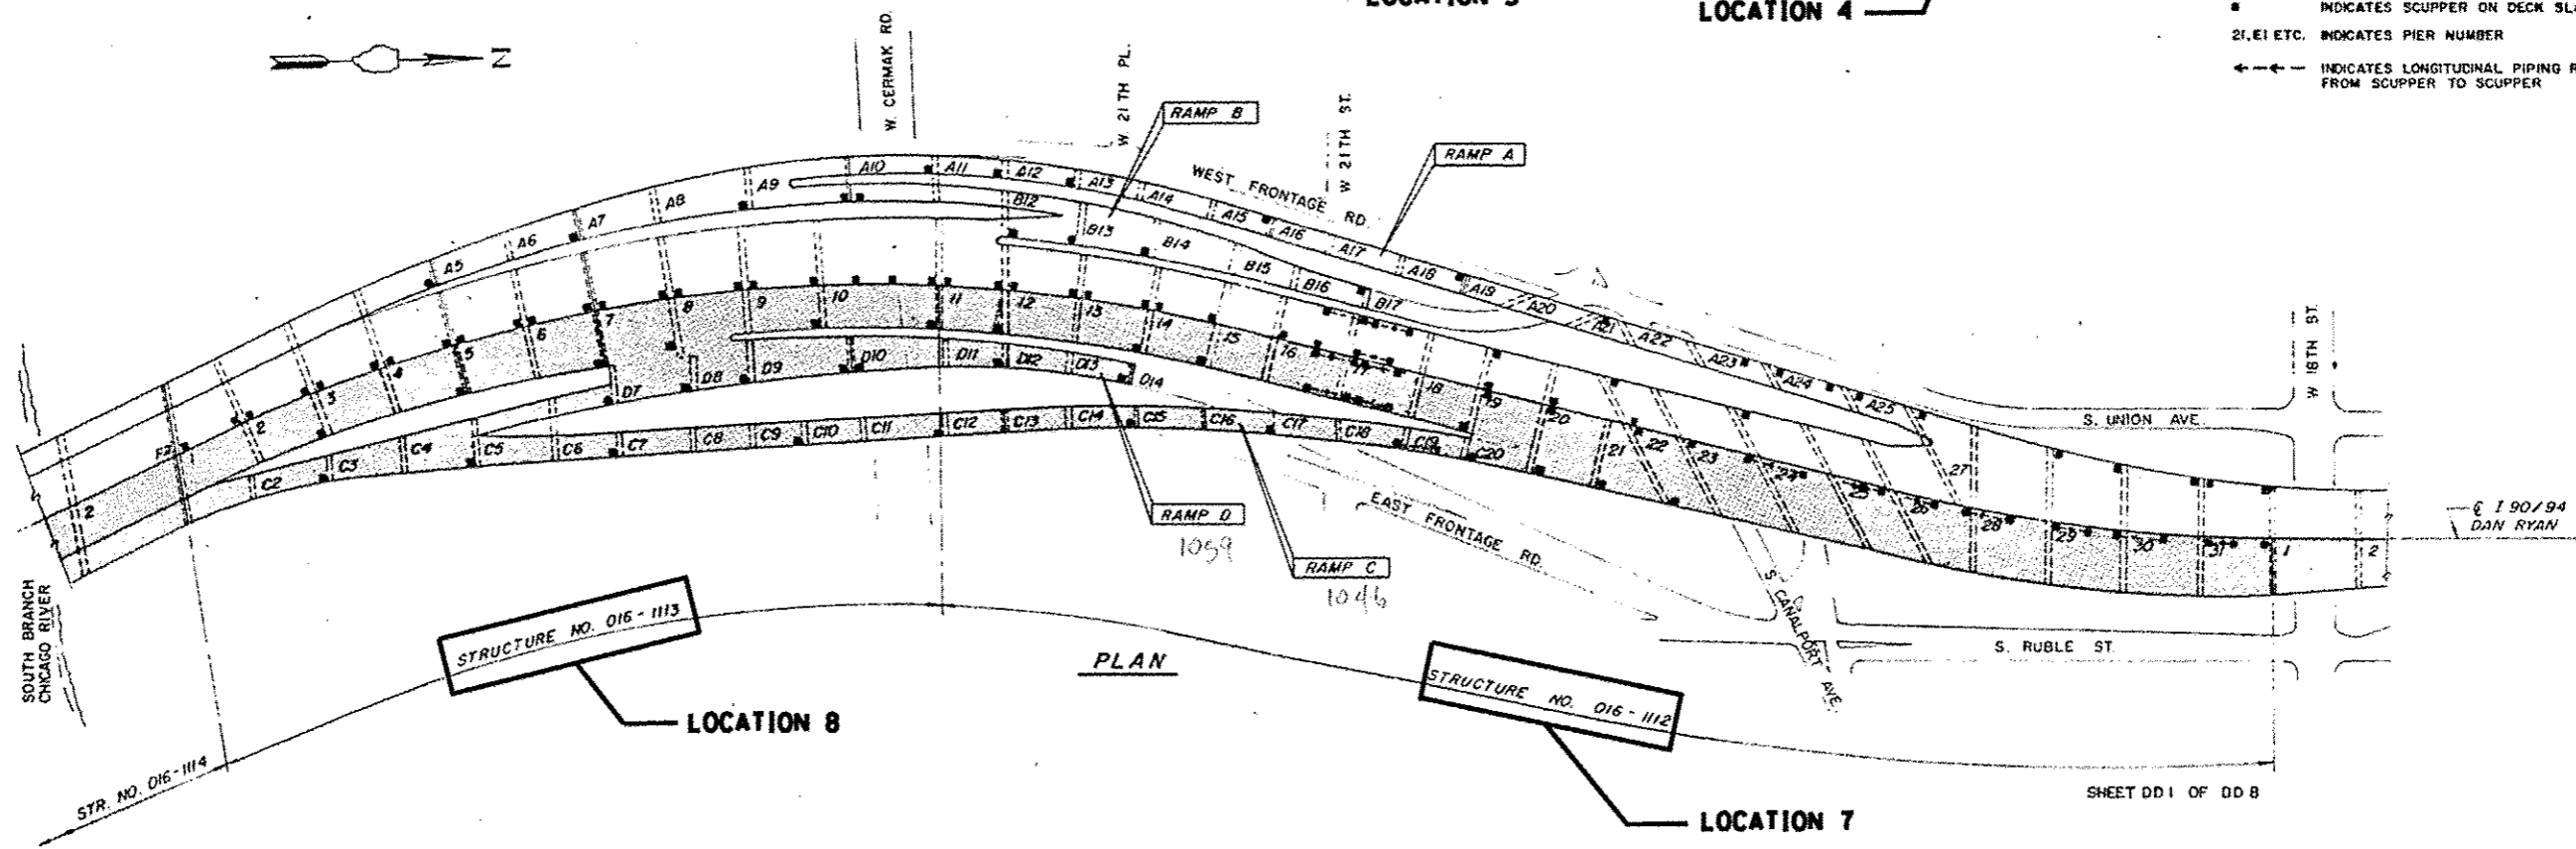 LOCATION 4
INDICATES SCUPPER ON DECK
21,E1 ETC. INDICATES PIER NUMBER
INDICATES LONGITUDINAL PIPING
FROM SCUPPER TO SCUPPER
N
W. CERMAK RD.
W. 21TH PL.
W 21TH ST.
RAMP B
RAMP A
WEST FRONTAGE RD.
A5
A6
A7
A8
A9
A10
A11
A12
A13
A14
A15
A16
A17
A18
A19
A20
A21
A22
A23
A24
A25
B12
B13
B14
B15
B16
B17
2
F2
2
3
4
5
6
7
8
9
10
11
12
13
14
15
16
17
18
19
20
21
22
23
24
25
26
27
28
29
30
31
1
2
D7
D8
D9
D10
D11
D12
D13
D14
C2
C3
C4
C5
C6
C7
C8
C9
C10
C11
C12
C13
C14
C15
C16
C17
C18
C19
C20
S. UNION AVE.
W 18TH ST.
℄ I 90/94
DAN RYAN
RAMP D
1059
RAMP C
1046
EAST FRONTAGE RD.
S. CANALPORT AVE.
S. RUBLE ST.
SOUTH BRANCH
CHICAGO RIVER
STRUCTURE NO. 016-1113
LOCATION 8
PLAN
STRUCTURE NO. 016-1112
LOCATION 7
STR. NO. 016-1114
SHEET DD1 OF DD8